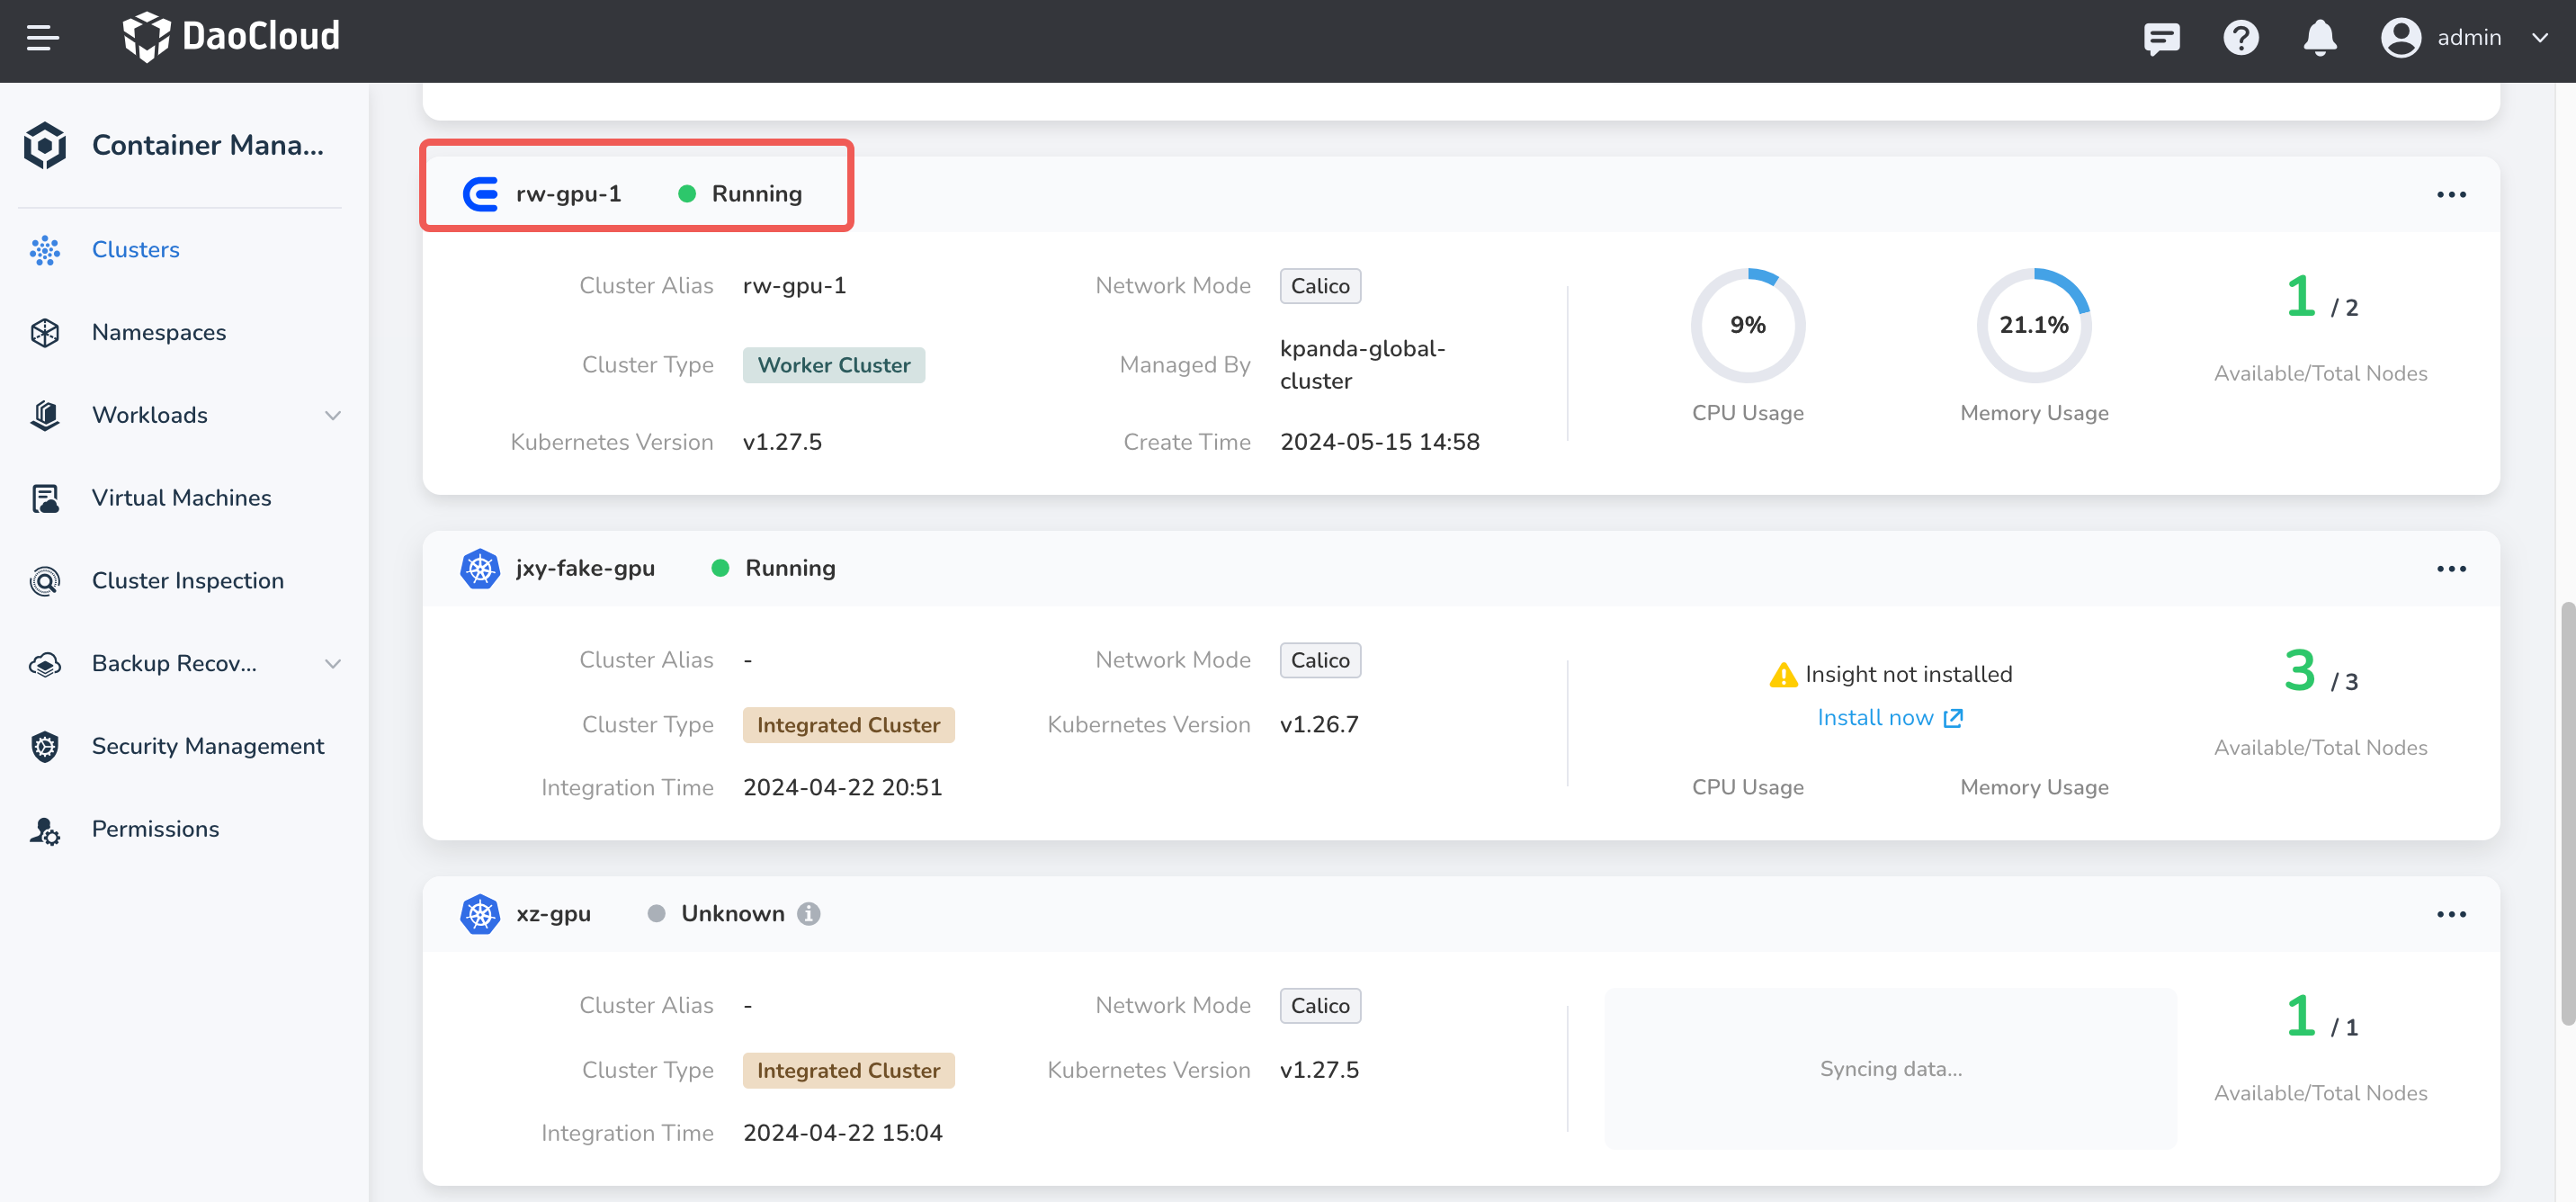 DaoCloud
admin
Container Mana...
Clusters
Namespaces
Workloads
Virtual Machines
Cluster Inspection
Backup Recov...
Security Management
Permissions
rw-gpu-1 Running
Cluster Alias rw-gpu-1
Network Mode Calico
Cluster Type Worker Cluster
Managed By kpanda-global-
cluster
Kubernetes Version v1.27.5
Create Time 2024-05-15 14:58
9%
CPU Usage
21.1%
Memory Usage
1 / 2
Available/Total Nodes
jxy-fake-gpu Running
Cluster Alias -
Network Mode Calico
Cluster Type Integrated Cluster
Kubernetes Version v1.26.7
Integration Time 2024-04-22 20:51
Insight not installed
Install now
CPU Usage
Memory Usage
3 / 3
Available/Total Nodes
xz-gpu Unknown
Cluster Alias -
Network Mode Calico
Cluster Type Integrated Cluster
Kubernetes Version v1.27.5
Integration Time 2024-04-22 15:04
Syncing data...
1 / 1
Available/Total Nodes